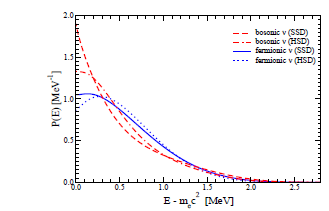 2.0
1.5
1.0
0.5
0.0
P(E) [MeV⁻¹]
bosonic ν (SSD)
bosonic ν (HSD)
fermionic ν (SSD)
fermionic ν (HSD)
0.0 0.5 1.0 1.5 2.0 2.5
E - mₑc² [MeV]